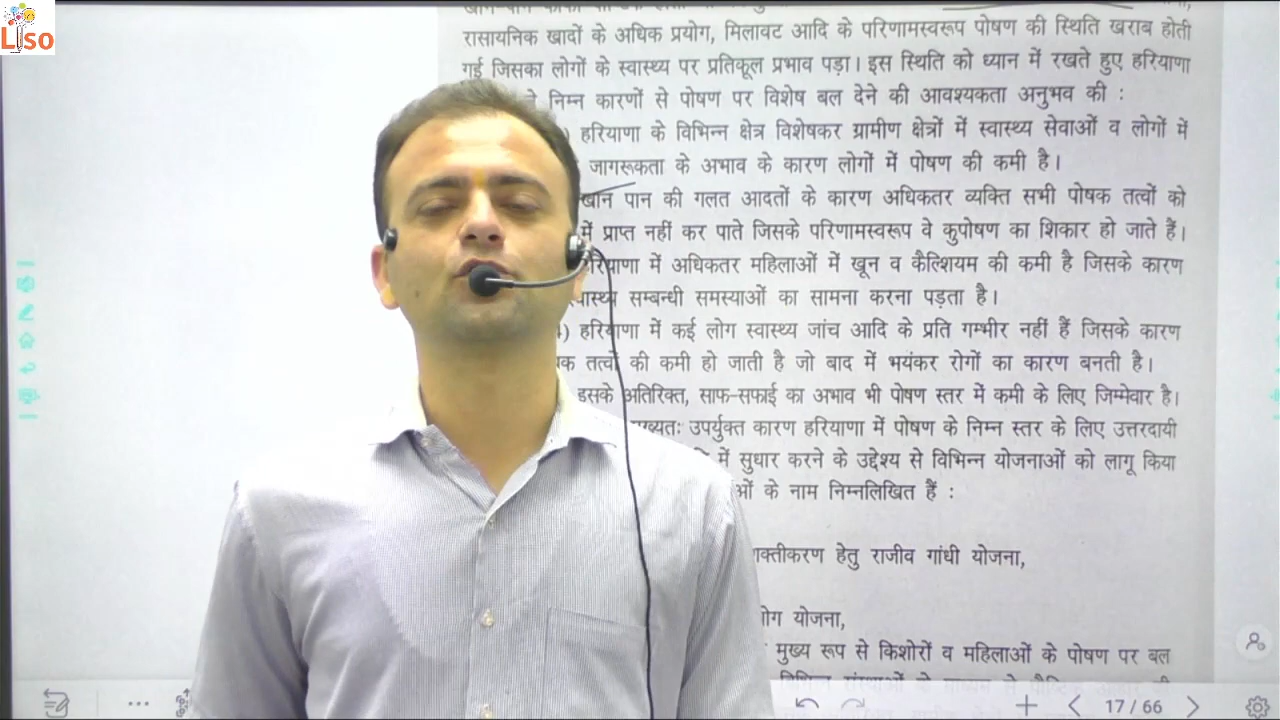 Liso
रासायनिक खादों के अधिक प्रयोग, मिलावट आदि के परिणामस्वरूप पोषण की स्थिति खराब होती
गई जिसका लोगों के स्वास्थ्य पर प्रतिकूल प्रभाव पड़ा। इस स्थिति को ध्यान में रखते हुए हरियाणा
निम्न कारणों से पोषण पर विशेष बल देने की आवश्यकता अनुभव की :
हरियाणा के विभिन्न क्षेत्र विशेषकर ग्रामीण क्षेत्रों में स्वास्थ्य सेवाओं व लोगों में
जागरूकता के अभाव के कारण लोगों में पोषण की कमी है।
खान पान की गलत आदतों के कारण अधिकतर व्यक्ति सभी पोषक तत्वों को
में प्राप्त नहीं कर पाते जिसके परिणामस्वरूप वे कुपोषण का शिकार हो जाते हैं।
में अधिकतर महिलाओं में खून व कैल्शियम की कमी है जिसके कारण
सम्बन्धी समस्याओं का सामना करना पड़ता है।
) हरियाणा में कई लोग स्वास्थ्य जांच आदि के प्रति गम्भीर नहीं हैं जिसके कारण
तत्वों की कमी हो जाती है जो बाद में भयंकर रोगों का कारण बनती है।
इसके अतिरिक्त, साफ-सफाई का अभाव भी पोषण स्तर में कमी के लिए जिम्मेवार है।
उपर्युक्त कारण हरियाणा में पोषण के निम्न स्तर के लिए उत्तरदायी
में सुधार करने के उद्देश्य से विभिन्न योजनाओं को लागू किया
के नाम निम्नलिखित हैं :
हेतु राजीव गांधी योजना,
योजना,
मुख्य रूप से किशोरों व महिलाओं के पोषण पर बल
17 / 66